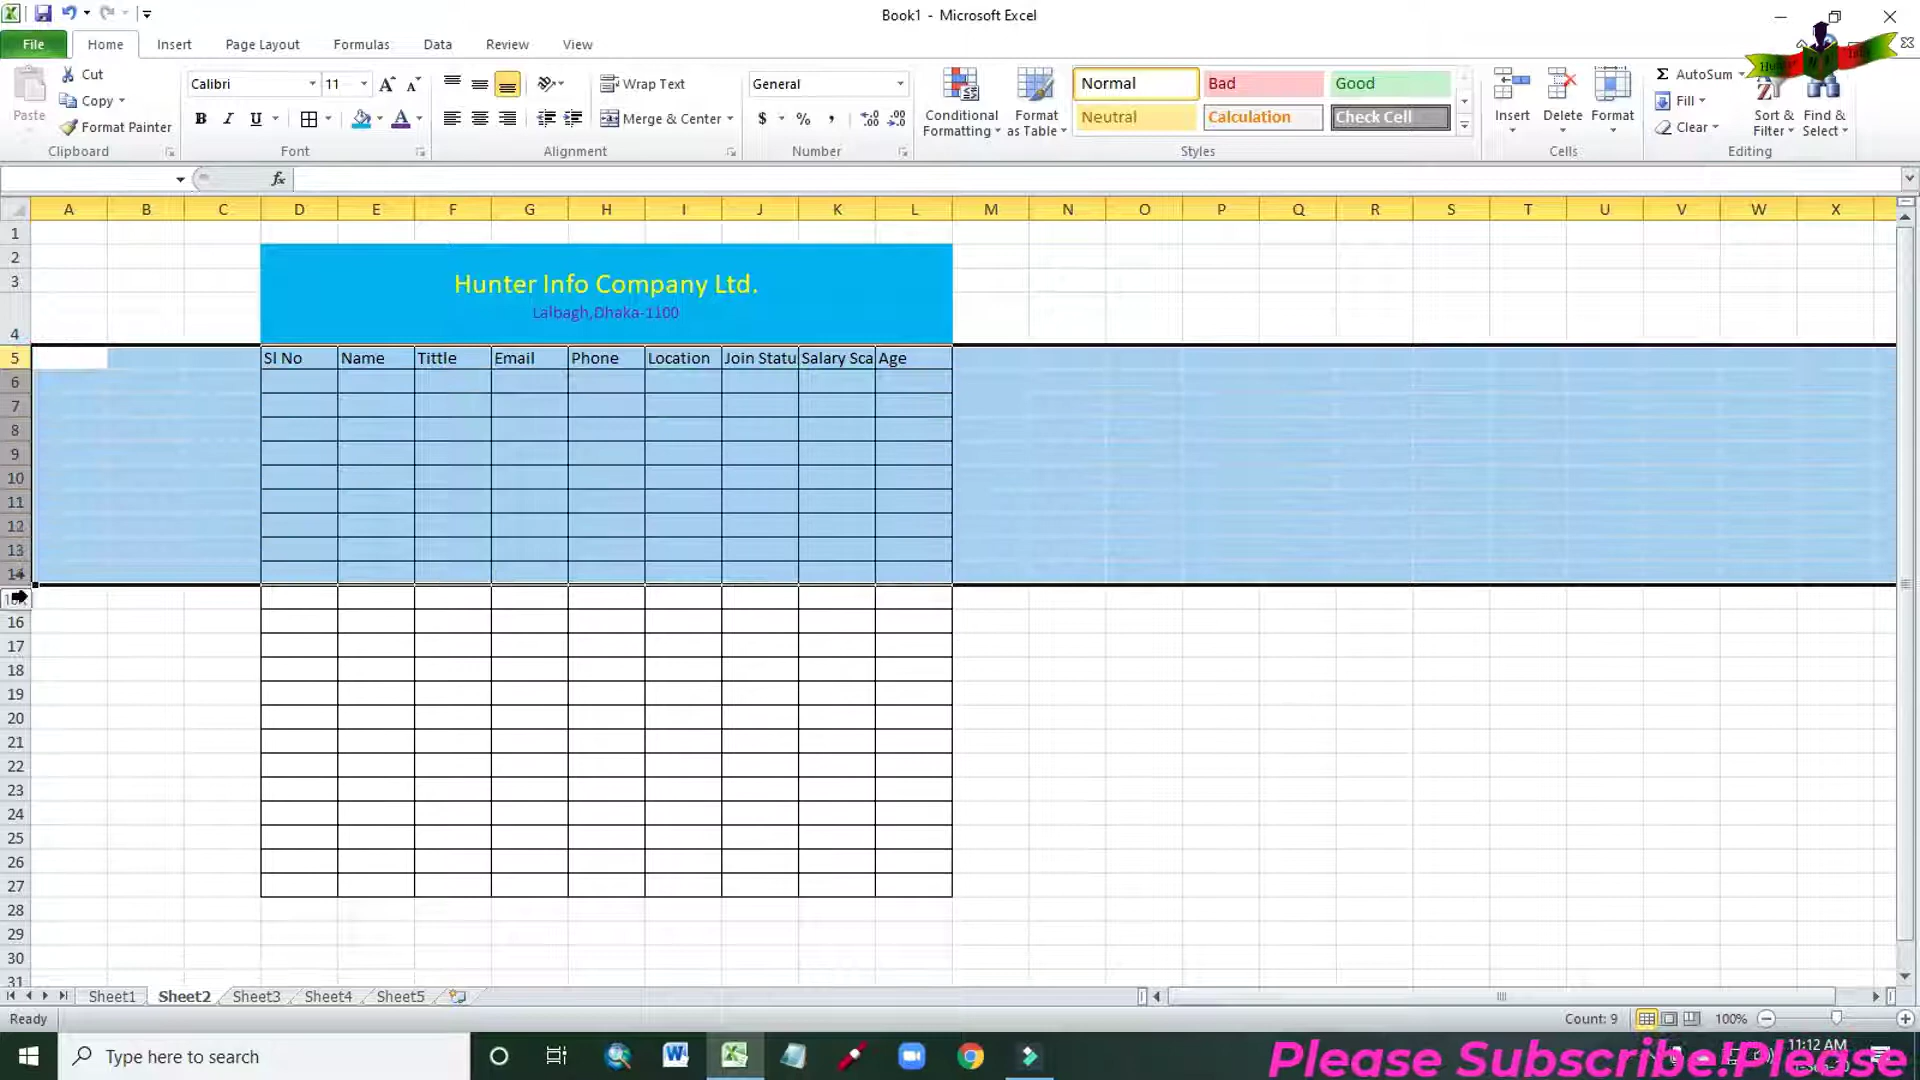 Book1 - Microsoft Excel
File Home Insert Page Layout Formulas Data Review View
Paste
Cut
Copy
Format Painter
Clipboard
Calibri 11
A A
B I U A
Font
Wrap Text
Merge & Center
Alignment
General
$ % ,
Number
Conditional Formatting
Format as Table
Normal Bad Good
Neutral Calculation Check Cell
Styles
Insert Delete Format
Cells
Σ AutoSum
Fill
Clear
Sort & Filter
Find & Select
Editing
fx
A B C D E F G H I J K L M N O P Q R S T U V W X
1
2
3
4
Hunter Info Company Ltd.
Lalbagh,Dhaka-1100
5 Sl No Name Tittle Email Phone Location Join Statu Salary Sca Age
6
7
8
9
10
11
12
13
14
16
17
18
19
20
21
22
23
24
25
26
27
28
29
30
31
Sheet1 Sheet2 Sheet3 Sheet4 Sheet5
Ready Count: 9 100%
Type here to search
11:12 AM
Please Subscribe!Please